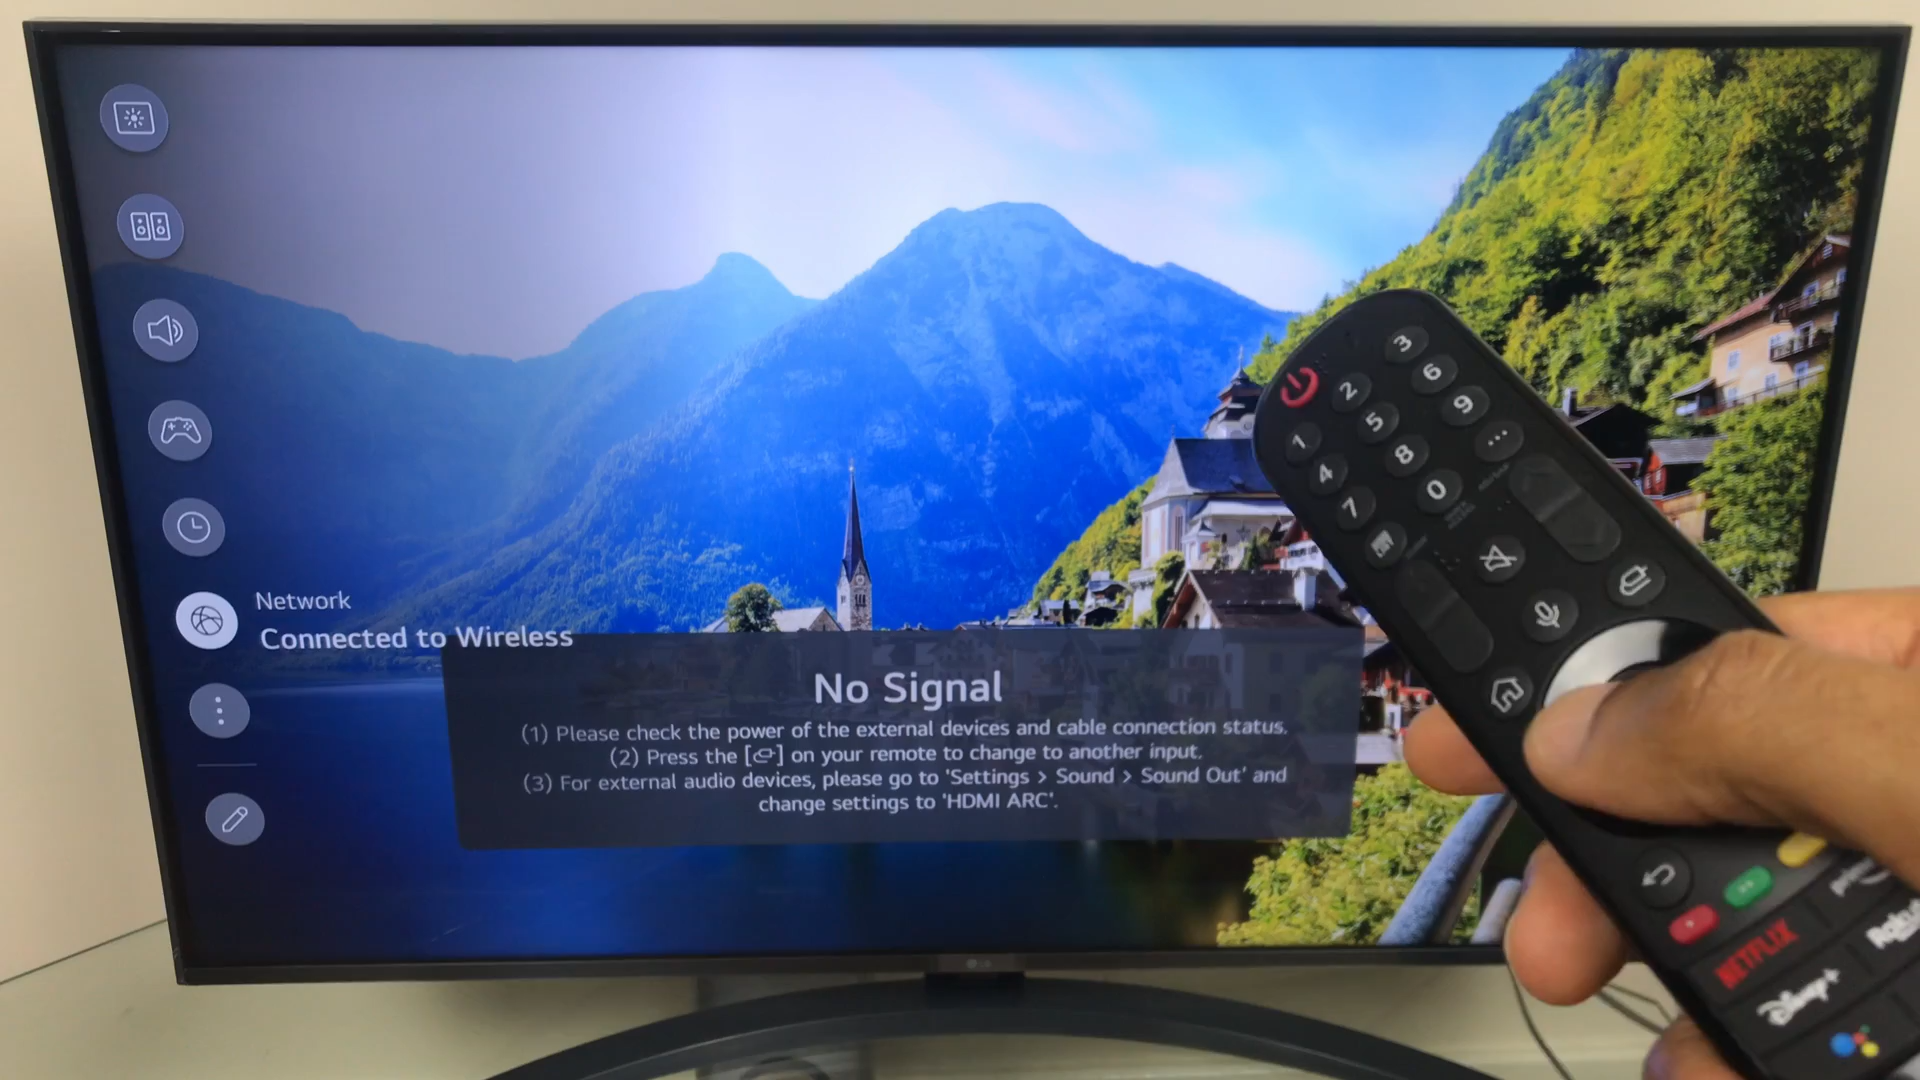 Network
Connected to Wireless
No Signal
(1) Please check the power of the external devices and cable connection status.
(2) Press the [⏎] on your remote to change to another input.
(3) For external audio devices, please go to 'Settings > Sound > Sound Out' and
change settings to 'HDMI ARC'.
1 2 3
4 5 6
7 8 9
0 ...
NETFLIX
prime
Disney+
LG